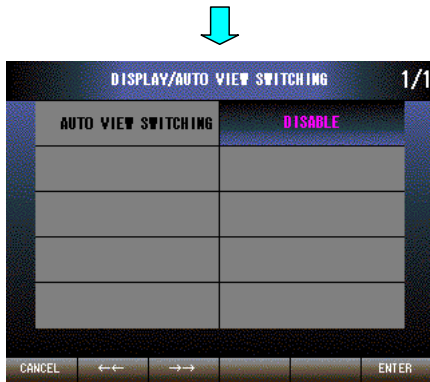 DISPLAY/AUTO VIEW SWITCHING 1/1
AUTO VIEW SWITCHING DISABLE
CANCEL ←← →→ ENTER